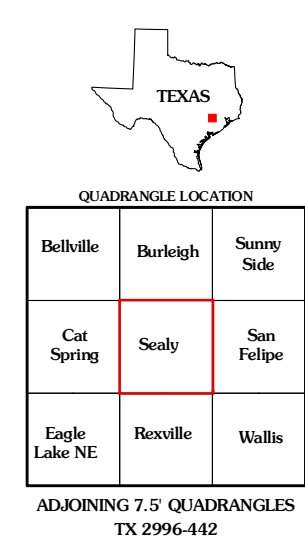 TEXAS
QUADRANGLE LOCATION
Bellville
Burleigh
Sunny
Side
Cat
Spring
Sealy
San
Felipe
Eagle
Lake NE
Rexville
Wallis
ADJOINING 7.5' QUADRANGLES
TX 2996-442